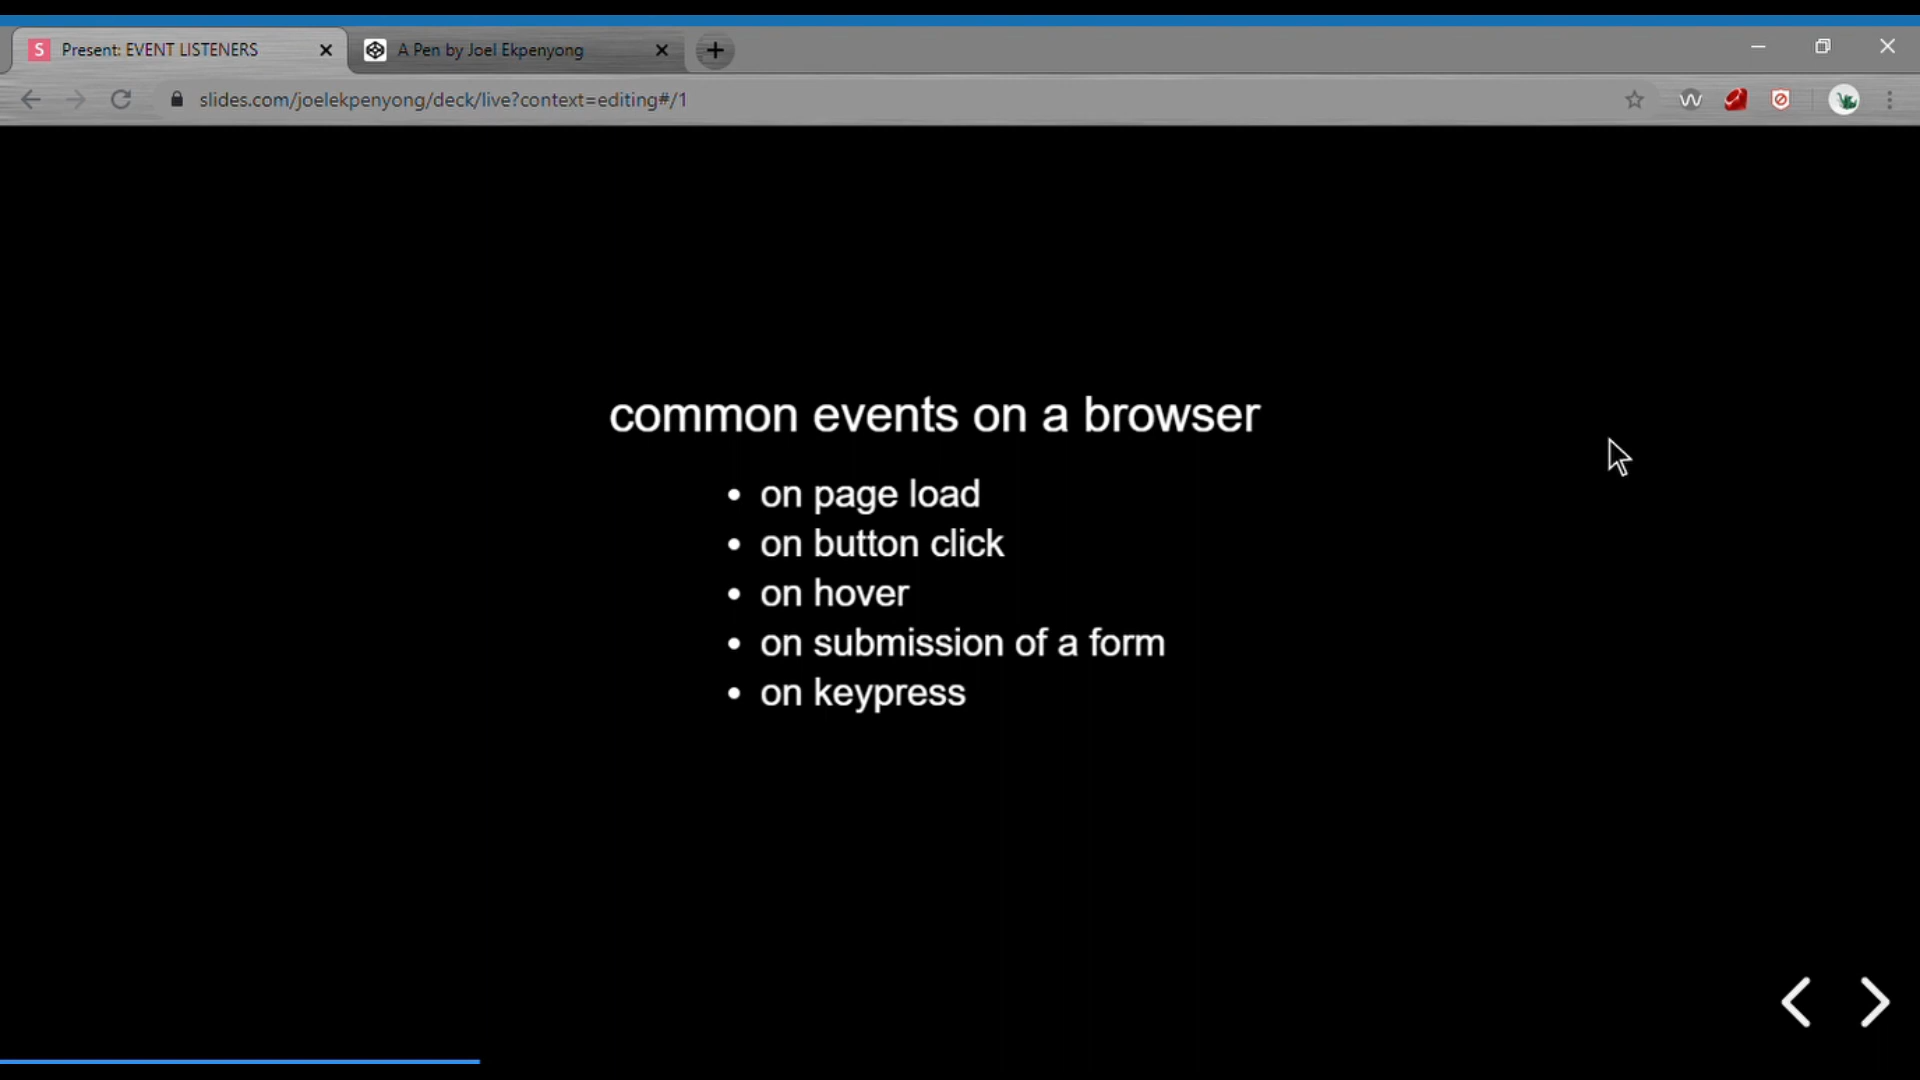 Present: EVENT LISTENERS
A Pen by Joel Ekpenyong
slides.com/joelekpenyong/deck/live?context=editing#/1
common events on a browser
• on page load
• on button click
• on hover
• on submission of a form
• on keypress